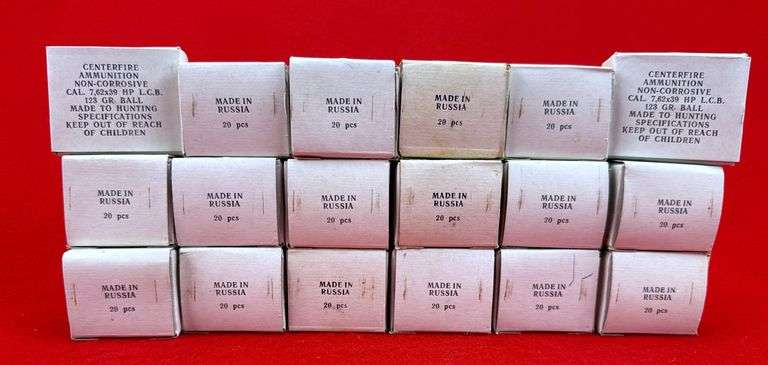 CENTERFIRE
AMMUNITION
NON-CORROSIVE
CAL. 7,62x39 HP L.C.B.
123 GR. BALL
MADE TO HUNTING
SPECIFICATIONS
KEEP OUT OF REACH
OF CHILDREN
MADE IN
RUSSIA
20 pcs
MADE IN
RUSSIA
20 pcs
MADE IN
RUSSIA
20 pcs
MADE IN
RUSSIA
20 pcs
CENTERFIRE
AMMUNITION
NON-CORROSIVE
CAL. 7,62x39 HP L.C.B.
123 GR. BALL
MADE TO HUNTING
SPECIFICATIONS
KEEP OUT OF REACH
OF CHILDREN
MADE IN
RUSSIA
20 pcs
MADE IN
RUSSIA
20 pcs
MADE IN
RUSSIA
20 pcs
MADE IN
RUSSIA
20 pcs
MADE IN
RUSSIA
20 pcs
MADE IN
RUSSIA
20 pcs
MADE IN
RUSSIA
20 pcs
MADE IN
RUSSIA
20 pcs
MADE IN
RUSSIA
20 pcs
MADE IN
RUSSIA
20 pcs
MADE IN
RUSSIA
20 pcs
MADE IN
RUSSIA
20 pcs